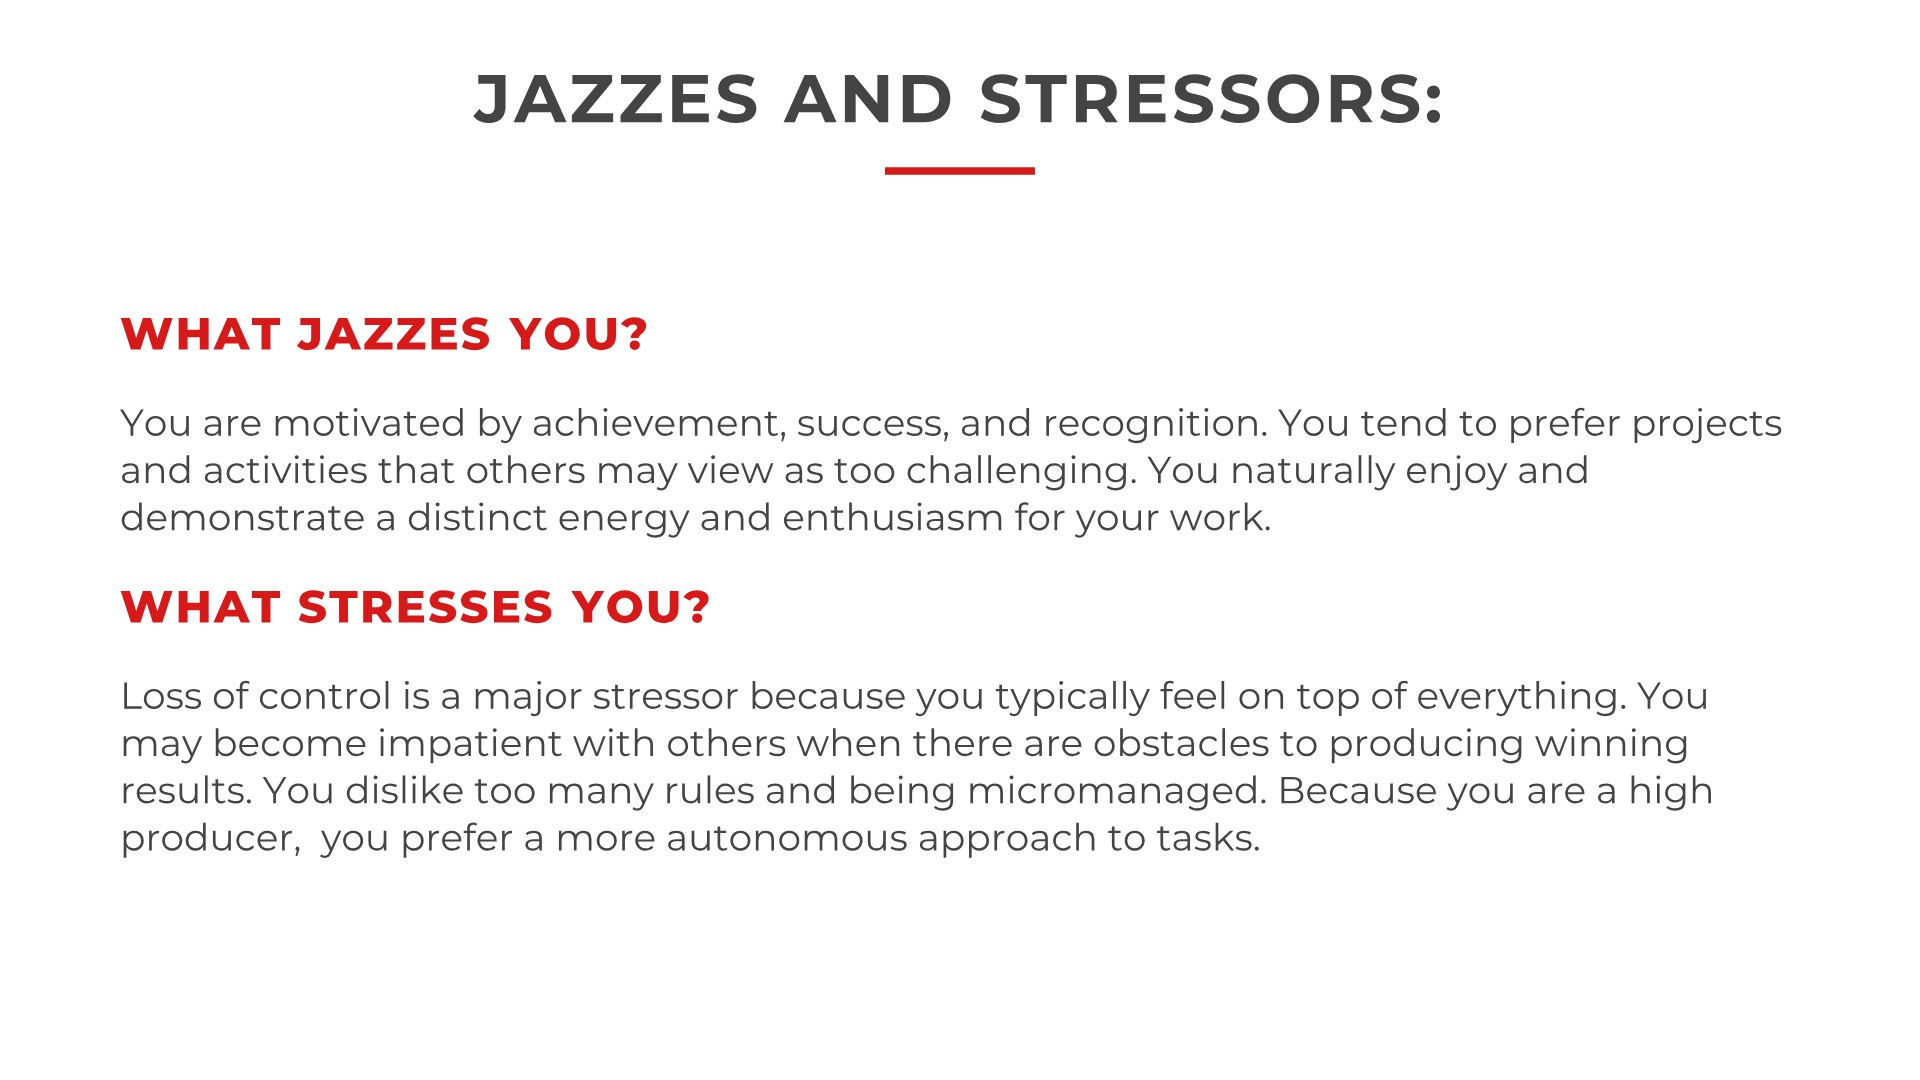 JAZZES AND STRESSORS:
WHAT JAZZES YOU?
You are motivated by achievement, success, and recognition. You tend to prefer projects
and activities that others may view as too challenging. You naturally enjoy and
demonstrate a distinct energy and enthusiasm for your work.
WHAT STRESSES YOU?
Loss of control is a major stressor because you typically feel on top of everything. You
may become impatient with others when there are obstacles to producing winning
results. You dislike too many rules and being micromanaged. Because you are a high
producer,  you prefer a more autonomous approach to tasks.